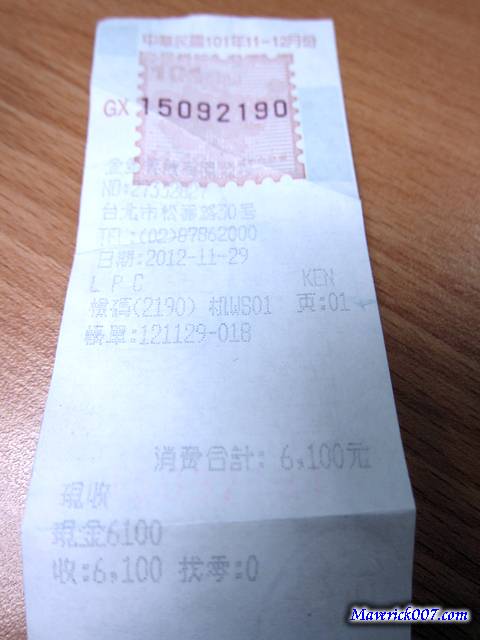 中華民國101年11-12月份
GX 15092190
台北市松壽路30號
TEL:(02)87862000
日期:2012-11-29
L P C KEN
檔碼(2190) 机WS01 頁:01
帳單:121129-018
消費合計: 6,100元
現收
現金6100
收:6,100 找零:0
Maverick007.com